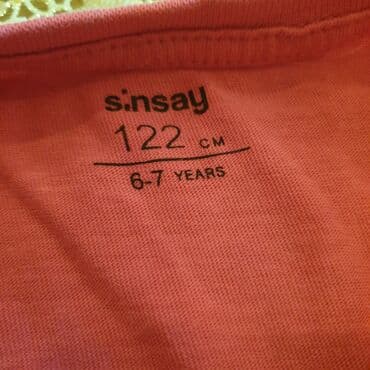 sinsay
122 CM
6-7 YEARS